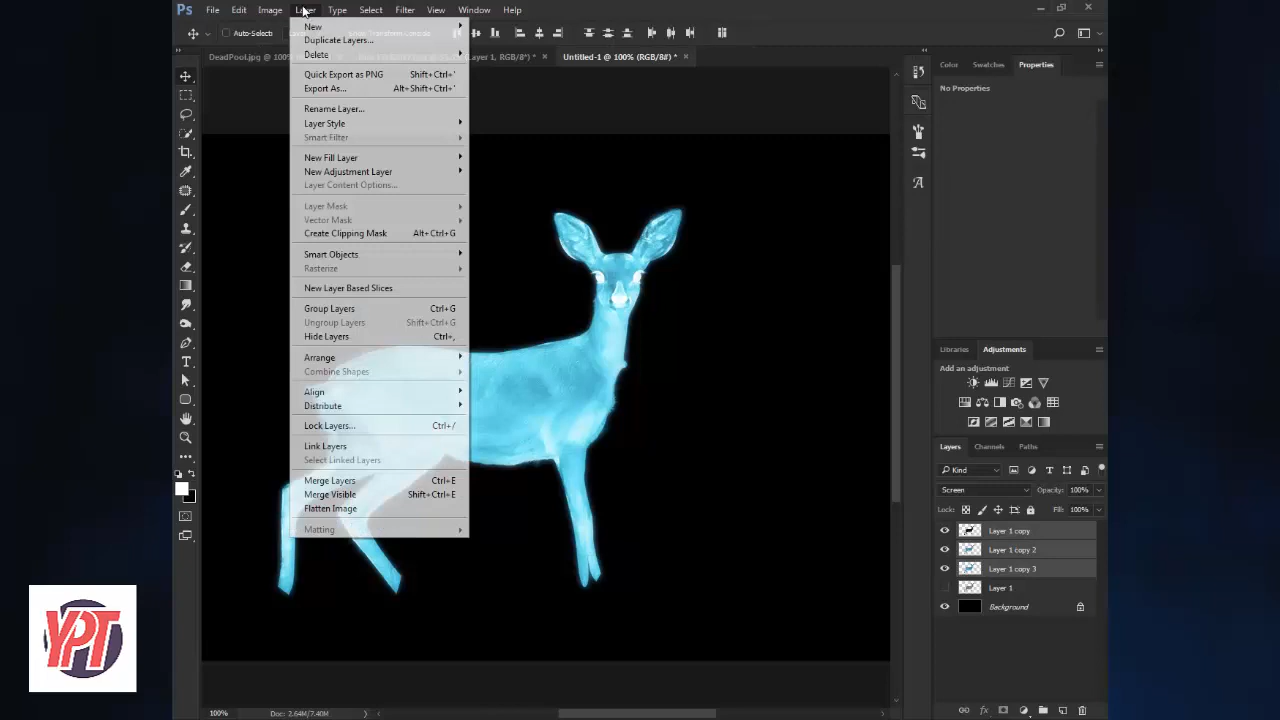 Ps File Edit Image Layer Type Select Filter View Window Help
Auto-Select:
DeadPool.jpg @ 100% (Layer 1, RGB/8#) * × Untitled-1 @ 100% (RGB/8#) * ×
New
Duplicate Layers...
Delete
Quick Export as PNG Shift+Ctrl+'
Export As... Alt+Shift+Ctrl+'
Rename Layer...
Layer Style
Smart Filter
New Fill Layer
New Adjustment Layer
Layer Content Options...
Layer Mask
Vector Mask
Create Clipping Mask Alt+Ctrl+G
Smart Objects
Rasterize
New Layer Based Slices
Group Layers Ctrl+G
Ungroup Layers Shift+Ctrl+G
Hide Layers Ctrl+,
Arrange
Combine Shapes
Align
Distribute
Lock Layers... Ctrl+/
Link Layers
Select Linked Layers
Merge Layers Ctrl+E
Merge Visible Shift+Ctrl+E
Flatten Image
Matting
Color Swatches Properties
No Properties
Libraries Adjustments
Add an adjustment
Layers Channels Paths
Kind
Screen Opacity: 100%
Lock: Fill: 100%
Layer 1 copy
Layer 1 copy 2
Layer 1 copy 3
Layer 1
Background
fx
100% Doc: 2.64M/7.40M
YPT